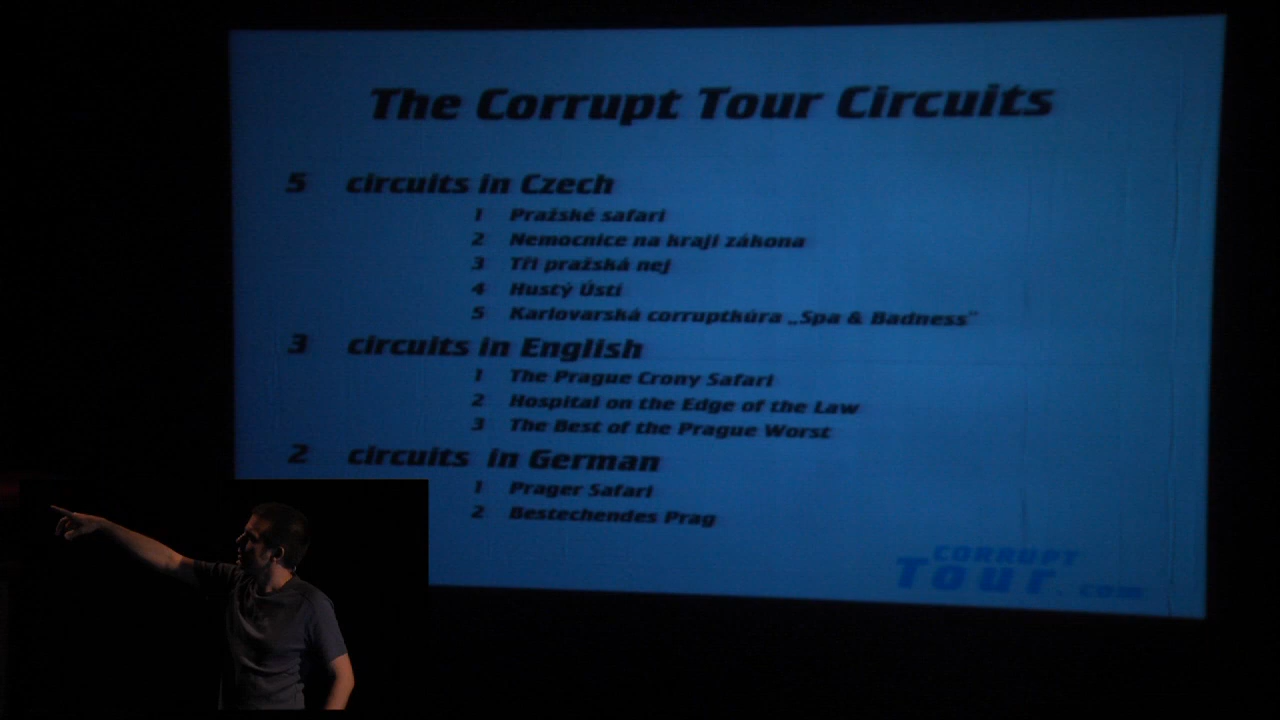 The Corrupt Tour Circuits
5 circuits in Czech
1 Pražské safari
2 Nemocnice na kraji zákona
3 Tři pražská nej
4 Hustý Ústí
5 Karlovarská corruptkúra „Spa & Badness"
3 circuits in English
1 The Prague Crony Safari
2 Hospital on the Edge of the Law
3 The Best of the Prague Worst
2 circuits in German
1 Prager Safari
2 Bestechendes Prag
CORRUPT
Tour.com